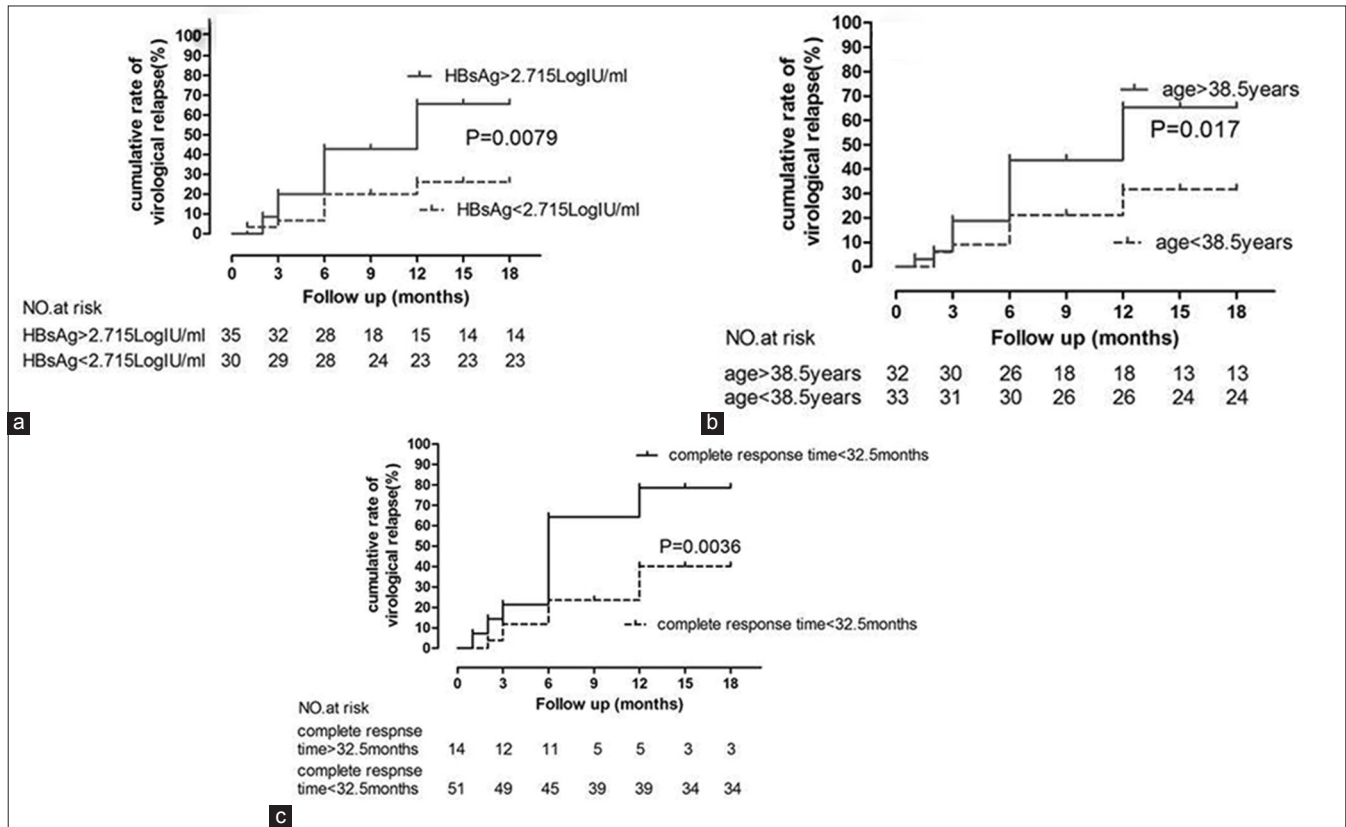 cumulative rate of
virological relapse(%)
100
90
80
70
60
50
40
30
20
10
0
HBsAg>2.715LogIU/ml
P=0.0079
HBsAg<2.715LogIU/ml
0 3 6 9 12 15 18
Follow up (months)
NO.at risk
HBsAg>2.715LogIU/ml 35 32 28 18 15 14 14
HBsAg<2.715LogIU/ml 30 29 28 24 23 23 23
a
cumulative rate of
virological relapse(%)
100
90
80
70
60
50
40
30
20
10
0
age>38.5years
P=0.017
age<38.5years
0 3 6 9 12 15 18
Follow up (months)
NO.at risk
age>38.5years 32 30 26 18 18 13 13
age<38.5years 33 31 30 26 26 24 24
b
cumulative rate of
virological relapse(%)
100
90
80
70
60
50
40
30
20
10
0
complete response time<32.5months
P=0.0036
complete response time<32.5months
0 3 6 9 12 15 18
Follow up (months)
NO.at risk
complete respnse
time>32.5months 14 12 11 5 5 3 3
complete respnse
time<32.5months 51 49 45 39 39 34 34
c